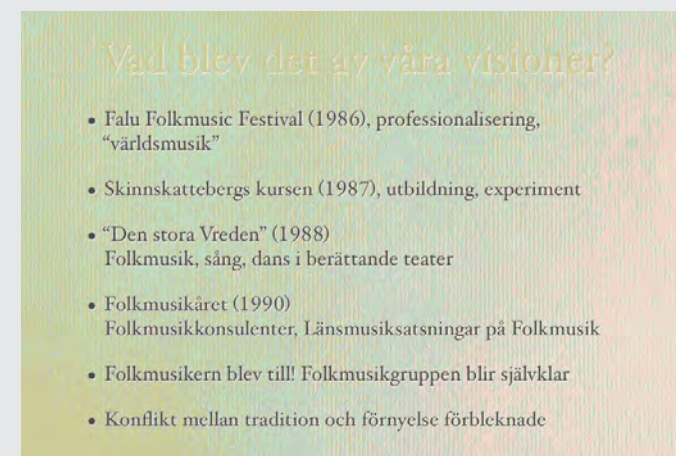 Vad blev det av våra visioner?
• Falu Folkmusic Festival (1986), professionalisering,
“världsmusik”
• Skinnskattebergs kursen (1987), utbildning, experiment
• “Den stora Vreden” (1988)
Folkmusik, sång, dans i berättande teater
• Folkmusikåret (1990)
Folkmusikkonsulenter, Länsmusiksatsningar på Folkmusik
• Folkmusikern blev till! Folkmusikgruppen blir självklar
• Konflikt mellan tradition och förnyelse förbleknade